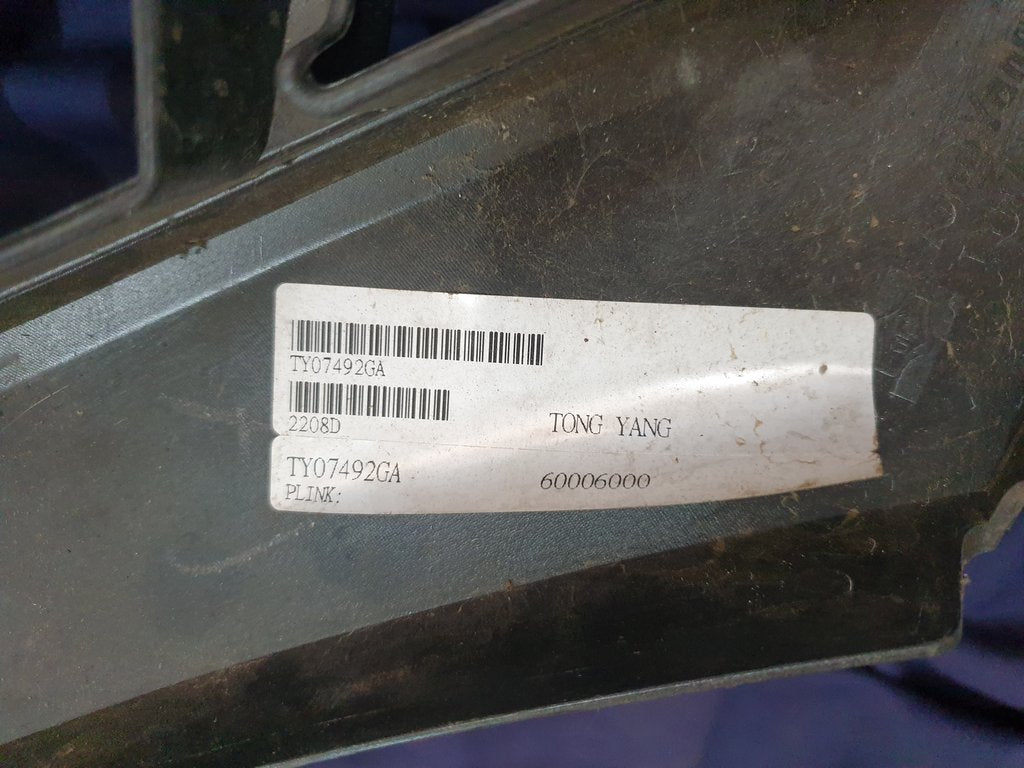 TY07492GA
2208D
TONG YANG
TY07492GA
60006000
PLINK: